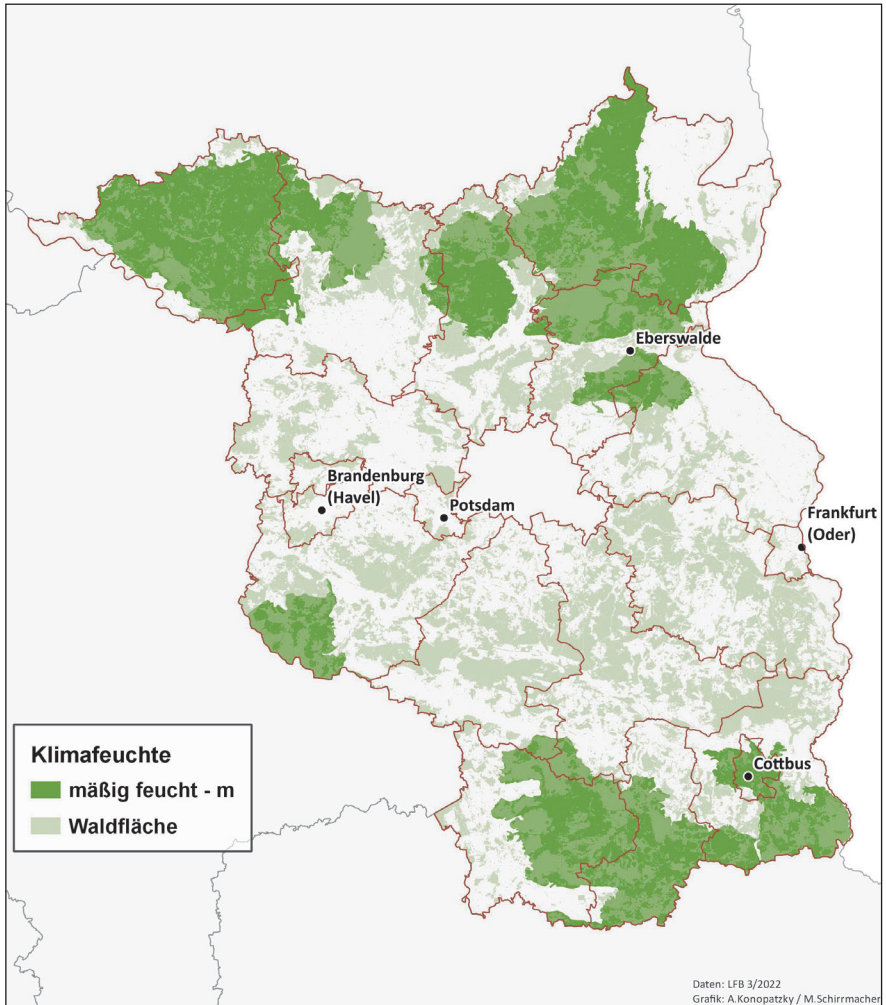 Eberswalde
Brandenburg
(Havel)
Potsdam
Frankfurt
(Oder)
Cottbus
Klimafeuchte
mäßig feucht - m
Waldfläche
Daten: LFB 3/2022
Grafik: A.Konopatzky / M.Schirrmacher